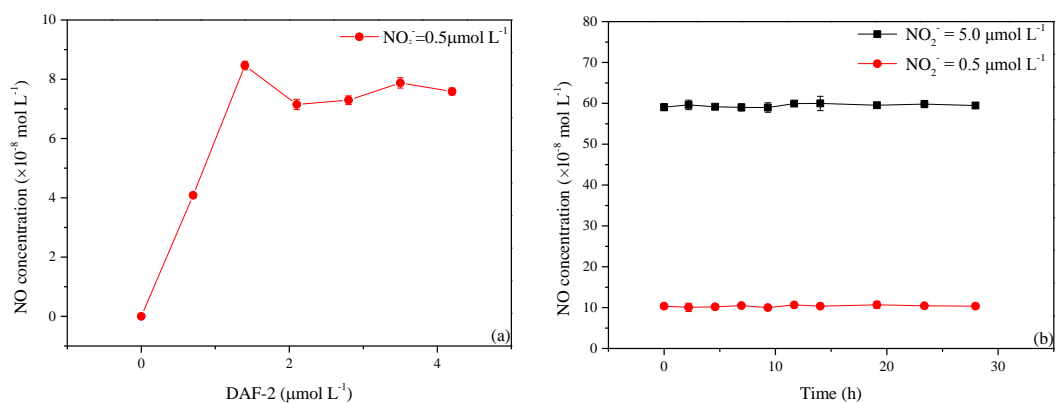 10
8
6
4
2
0
0
2
4
NO concentration (×10⁻⁸ mol L⁻¹)
DAF-2 (μmol L⁻¹)
NO₂⁻=0.5μmol L⁻¹
(a)
80
70
60
50
40
30
20
10
0
0
10
20
30
NO concentration (×10⁻⁸ mol L⁻¹)
Time (h)
NO₂⁻ = 5.0 μmol L⁻¹
NO₂⁻ = 0.5 μmol L⁻¹
(b)